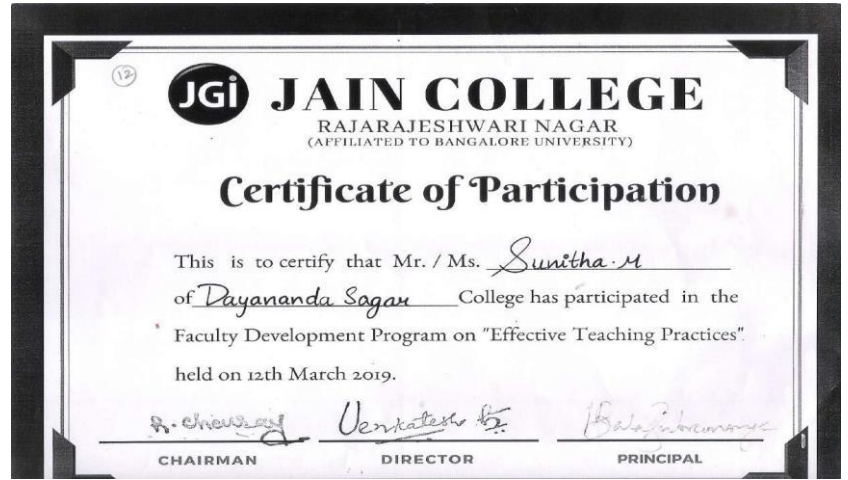 12
JGi JAIN COLLEGE
RAJARAJESHWARI NAGAR
(AFFILIATED TO BANGALORE UNIVERSITY)
Certificate of Participation
This is to certify that Mr. / Ms. Sunitha.M
of Dayananda Sagar College has participated in the
Faculty Development Program on "Effective Teaching Practices".
held on 12th March 2019.
Venkatesh
CHAIRMAN DIRECTOR PRINCIPAL